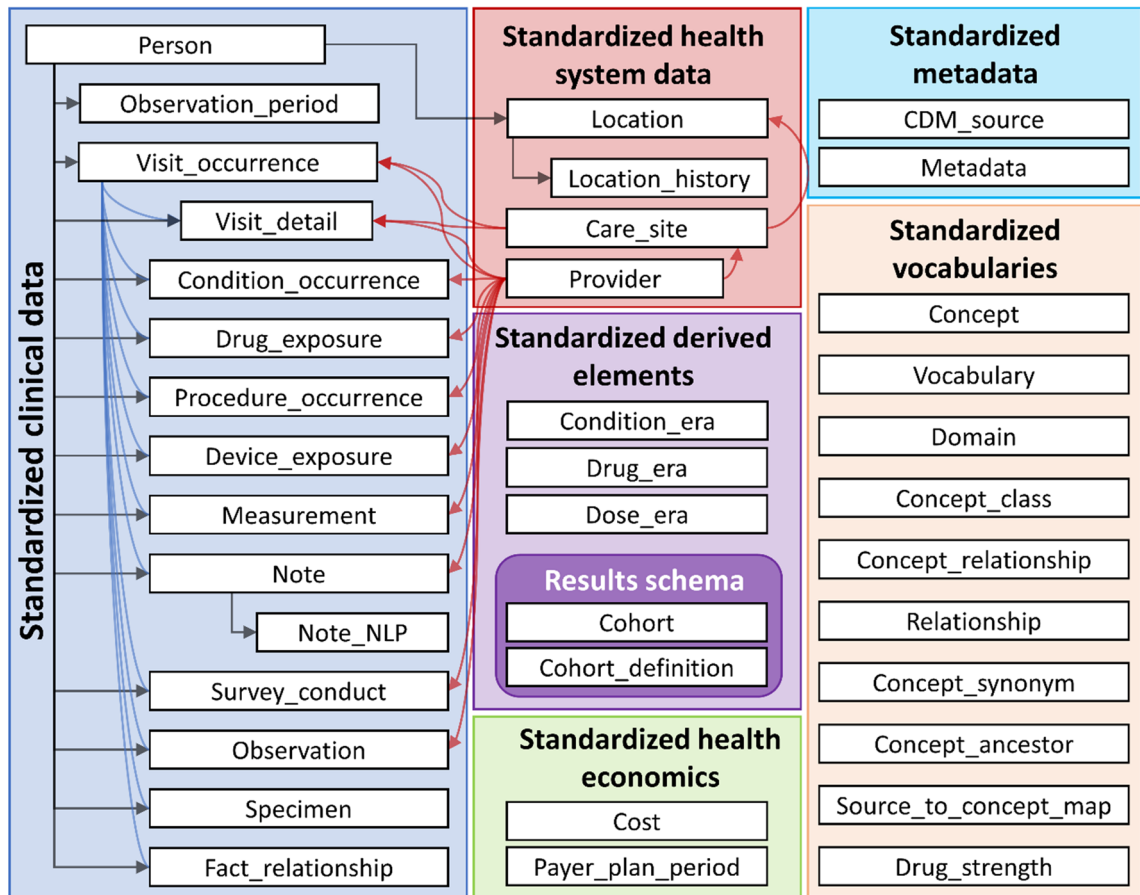 Standardized clinical data
Person
Observation_period
Visit_occurrence
Visit_detail
Condition_occurrence
Drug_exposure
Procedure_occurrence
Device_exposure
Measurement
Note
Note_NLP
Survey_conduct
Observation
Specimen
Fact_relationship
Standardized health
system data
Location
Location_history
Care_site
Provider
Standardized derived
elements
Condition_era
Drug_era
Dose_era
Results schema
Cohort
Cohort_definition
Standardized health
economics
Cost
Payer_plan_period
Standardized
metadata
CDM_source
Metadata
Standardized
vocabularies
Concept
Vocabulary
Domain
Concept_class
Concept_relationship
Relationship
Concept_synonym
Concept_ancestor
Source_to_concept_map
Drug_strength